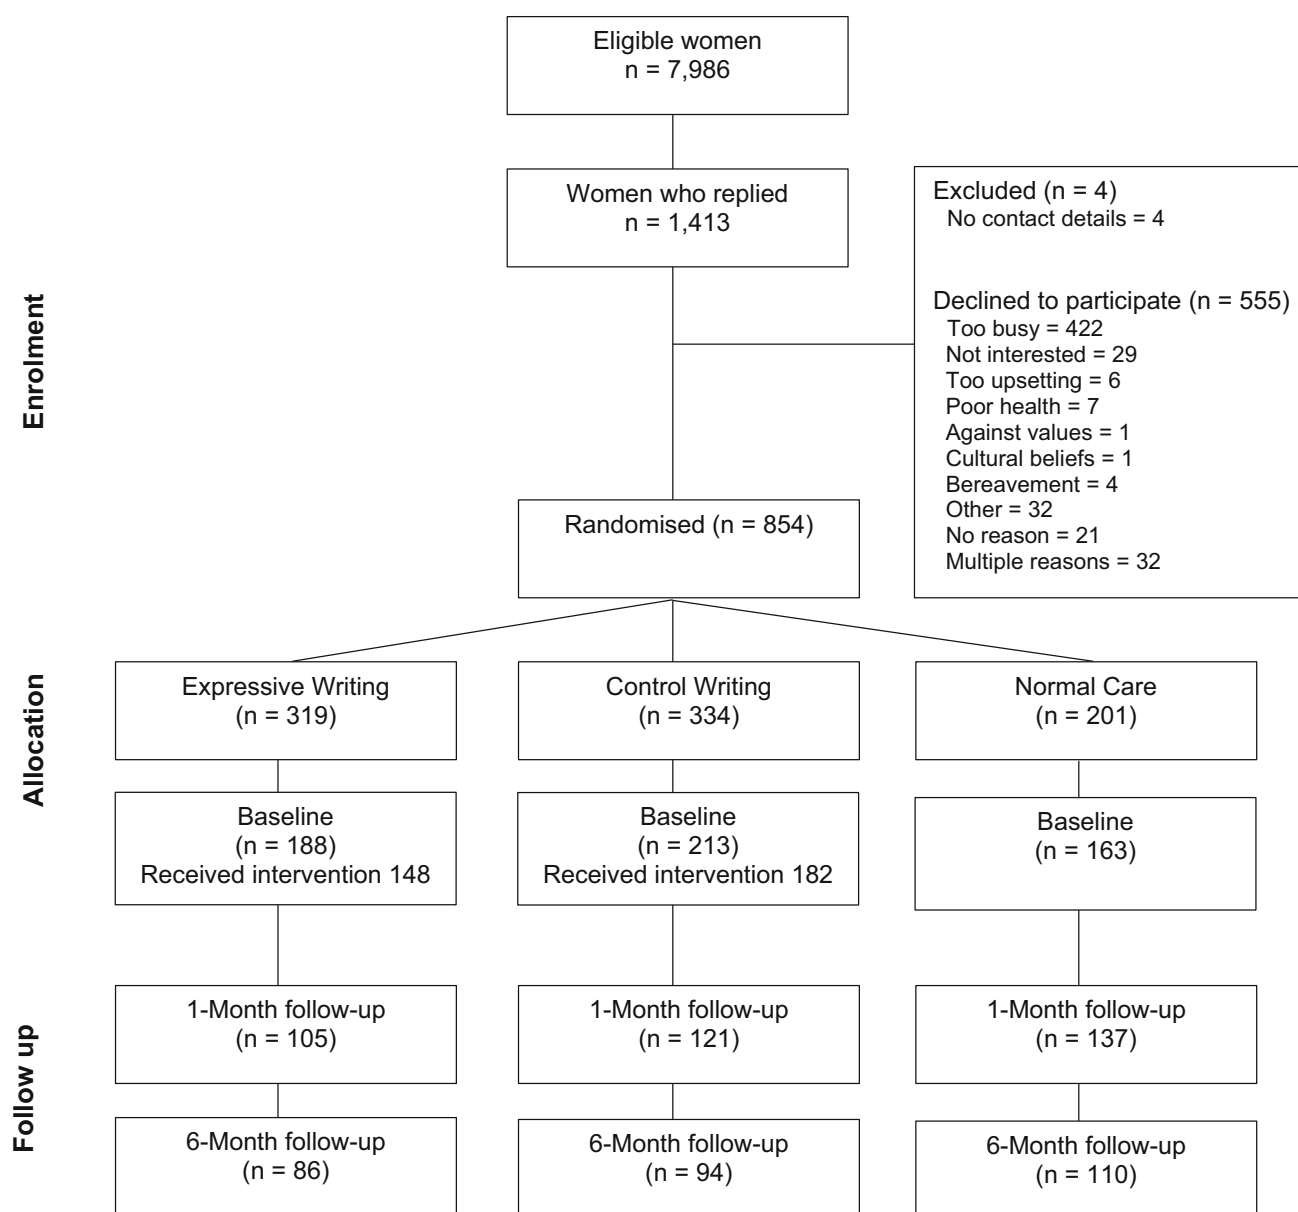 Eligible women
n = 7,986
Women who replied
n = 1,413
Excluded (n = 4)
No contact details = 4
Declined to participate (n = 555)
Too busy = 422
Not interested = 29
Too upsetting = 6
Poor health = 7
Against values = 1
Cultural beliefs = 1
Bereavement = 4
Other = 32
No reason = 21
Multiple reasons = 32
Enrolment
Randomised (n = 854)
Allocation
Expressive Writing
(n = 319)
Control Writing
(n = 334)
Normal Care
(n = 201)
Baseline
(n = 188)
Received intervention 148
Baseline
(n = 213)
Received intervention 182
Baseline
(n = 163)
Follow up
1-Month follow-up
(n = 105)
1-Month follow-up
(n = 121)
1-Month follow-up
(n = 137)
6-Month follow-up
(n = 86)
6-Month follow-up
(n = 94)
6-Month follow-up
(n = 110)